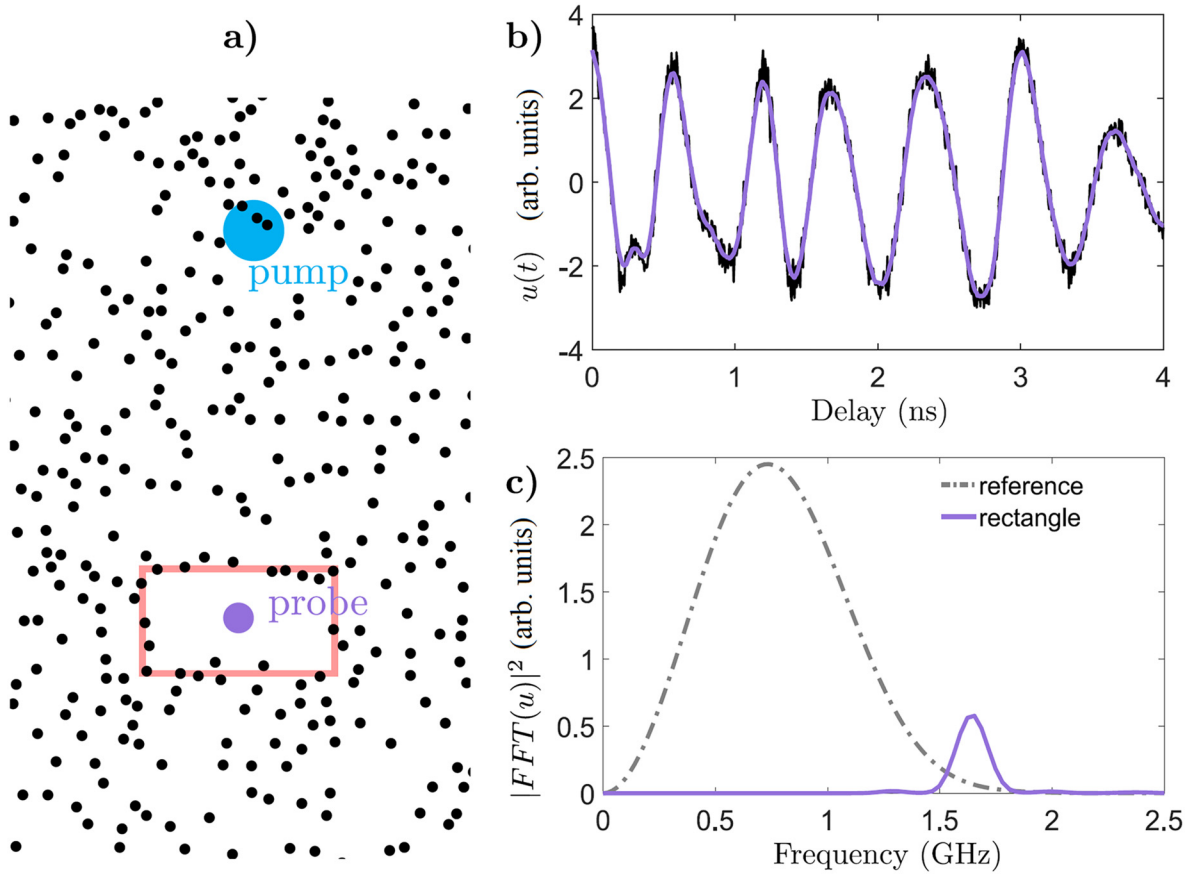 a)
pump
probe
b)
4
2
0
-2
-4
u(t) (arb. units)
0 1 2 3 4
Delay (ns)
c)
2.5
2
1.5
1
0.5
0
|FFT(u)|² (arb. units)
reference
rectangle
0 0.5 1 1.5 2 2.5
Frequency (GHz)